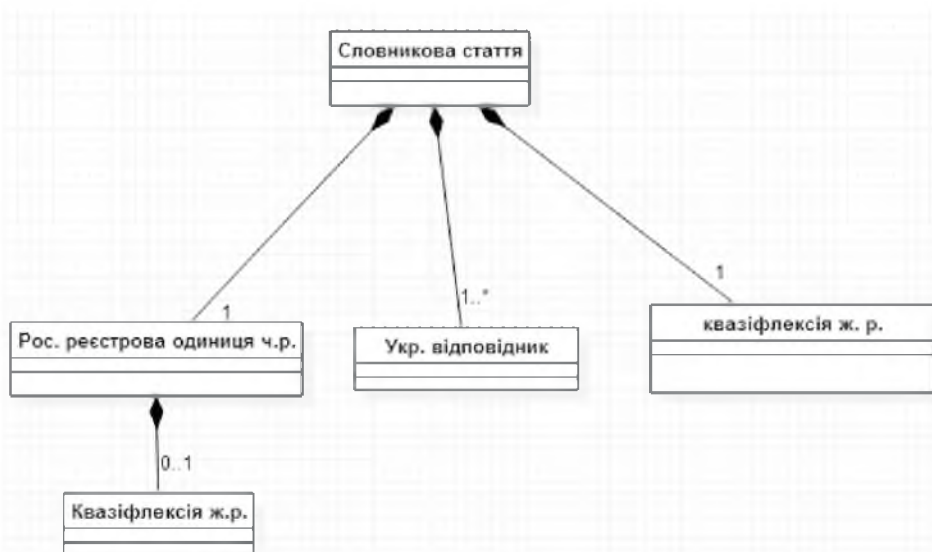 Словникова стаття
1
1..*
1
Рос. реєстрова одиниця ч.р.
Укр. відповідник
квазіфлексія ж. р.
0..1
Квазіфлексія ж.р.